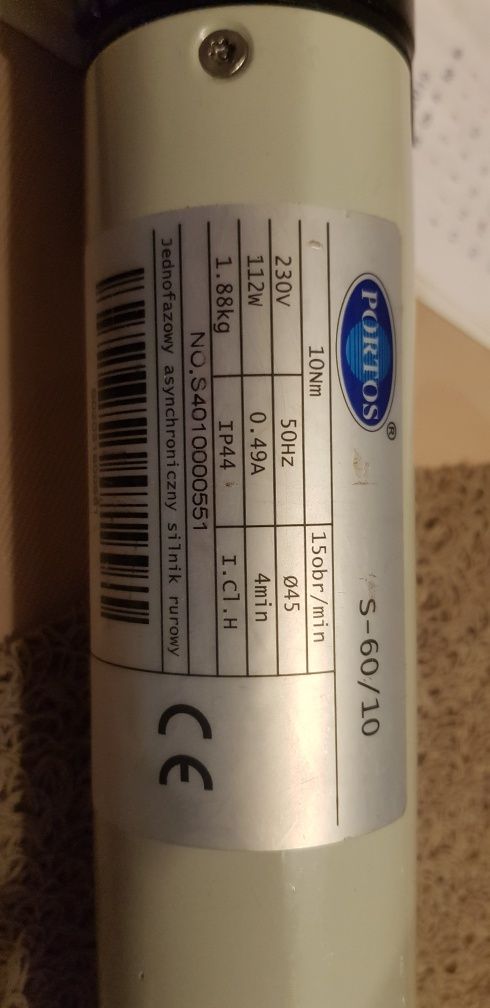 PORTOS® S-60/10
10Nm 15obr/min
230V 50Hz Ø45
112W 0.49A 4min
1.88kg IP44 I.Cl.H
NO.S4010000551
Jednofazowy asynchroniczny silnik rurowy
CE